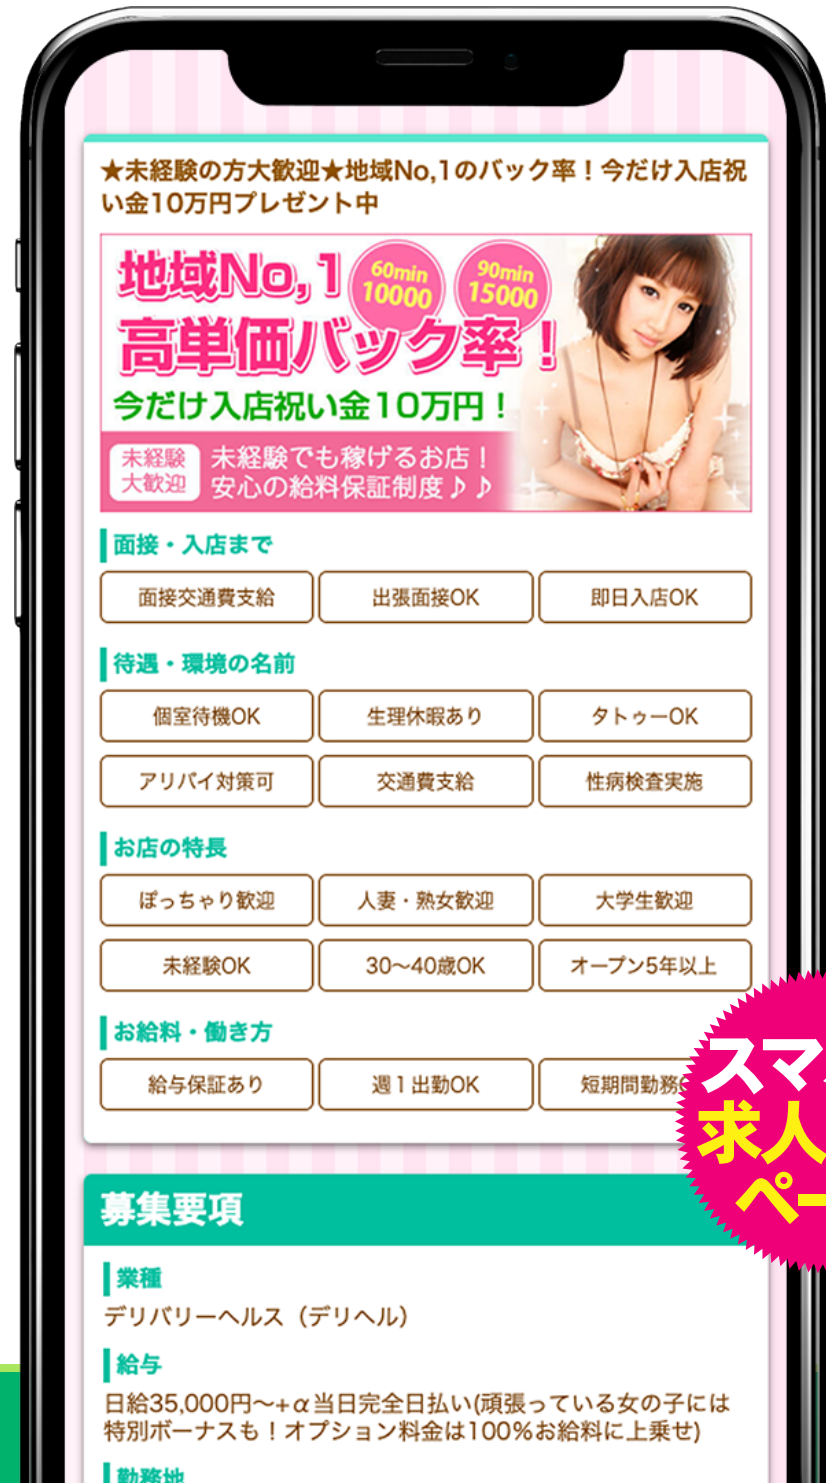 ★未経験の方大歓迎★地域No,1のバック率！今だけ入店祝
い金10万円プレゼント中
地域No,1
60min
10000
90min
15000
高単価バック率！
今だけ入店祝い金10万円！
未経験
大歓迎
未経験でも稼げるお店！
安心の給料保証制度♪♪
面接・入店まで
面接交通費支給
出張面接OK
即日入店OK
待遇・環境の名前
個室待機OK
生理休暇あり
タトゥーOK
アリバイ対策可
交通費支給
性病検査実施
お店の特長
ぽっちゃり歓迎
人妻・熟女歓迎
大学生歓迎
未経験OK
30〜40歳OK
オープン5年以上
お給料・働き方
給与保証あり
週1出勤OK
短期間勤務
スマ
求人
ペー
募集要項
業種
デリバリーヘルス（デリヘル）
給与
日給35,000円〜+α当日完全日払い(頑張っている女の子には
特別ボーナスも！オプション料金は100%お給料に上乗せ)
勤務地